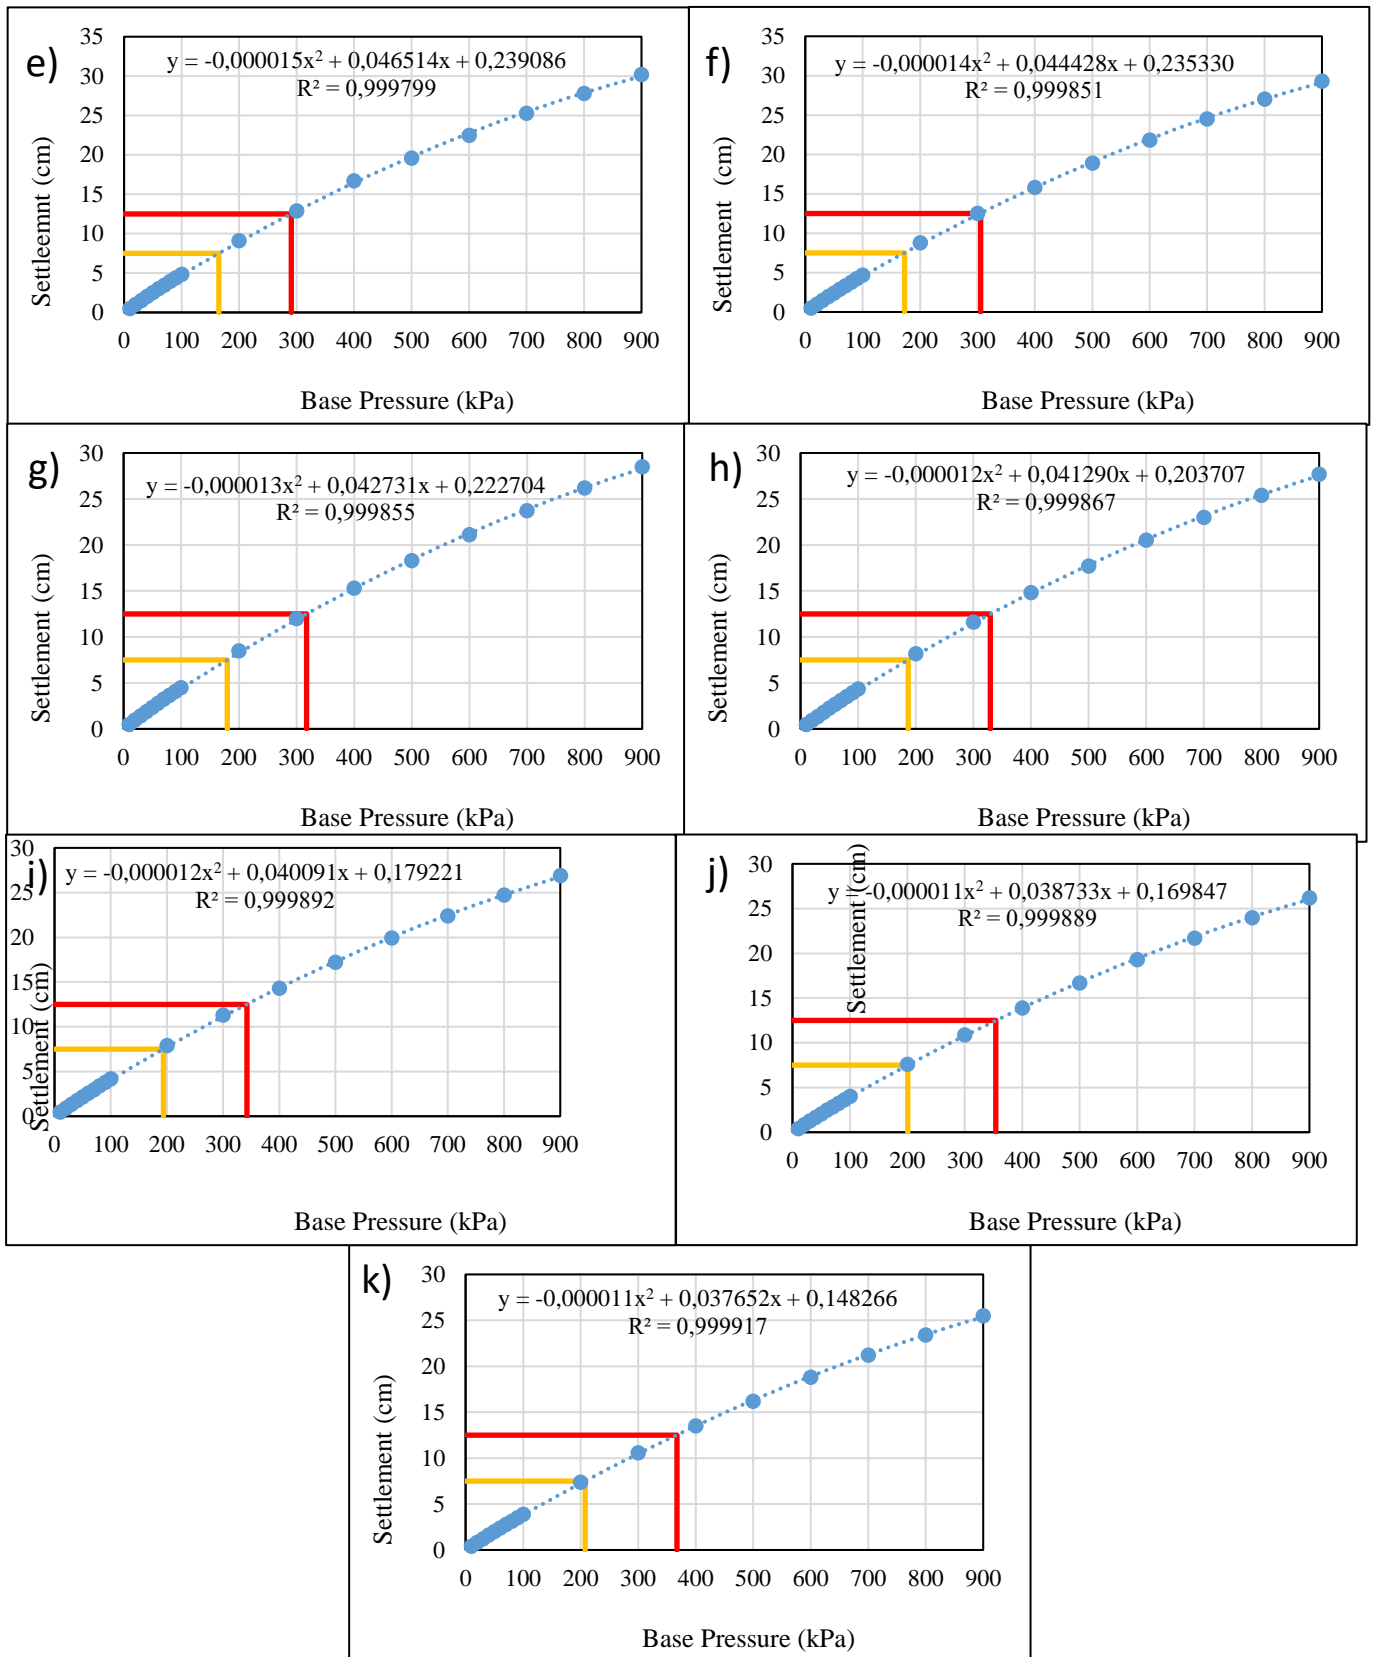 e)
y = -0,000015x² + 0,046514x + 0,239086
R² = 0,999799
35
30
25
20
15
10
5
0
Settleemnt (cm)
0 100 200 300 400 500 600 700 800 900
Base Pressure (kPa)
f)
y = -0,000014x² + 0,044428x + 0,235330
R² = 0,999851
35
30
25
20
15
10
5
0
Settlement (cm)
0 100 200 300 400 500 600 700 800 900
Base Pressure (kPa)
g)
y = -0,000013x² + 0,042731x + 0,222704
R² = 0,999855
30
25
20
15
10
5
0
Settlement (cm)
0 100 200 300 400 500 600 700 800 900
Base Pressure (kPa)
h)
y = -0,000012x² + 0,041290x + 0,203707
R² = 0,999867
30
25
20
15
10
5
0
Settlement (cm)
0 100 200 300 400 500 600 700 800 900
Base Pressure (kPa)
i)
y = -0,000012x² + 0,040091x + 0,179221
R² = 0,999892
30
25
20
15
10
5
0
Settlement (cm)
0 100 200 300 400 500 600 700 800 900
Base Pressure (kPa)
j)
y = -0,000011x² + 0,038733x + 0,169847
R² = 0,999889
30
25
20
15
10
5
0
Settlement (cm)
0 100 200 300 400 500 600 700 800 900
Base Pressure (kPa)
k)
y = -0,000011x² + 0,037652x + 0,148266
R² = 0,999917
30
25
20
15
10
5
0
Settlement (cm)
0 100 200 300 400 500 600 700 800 900
Base Pressure (kPa)